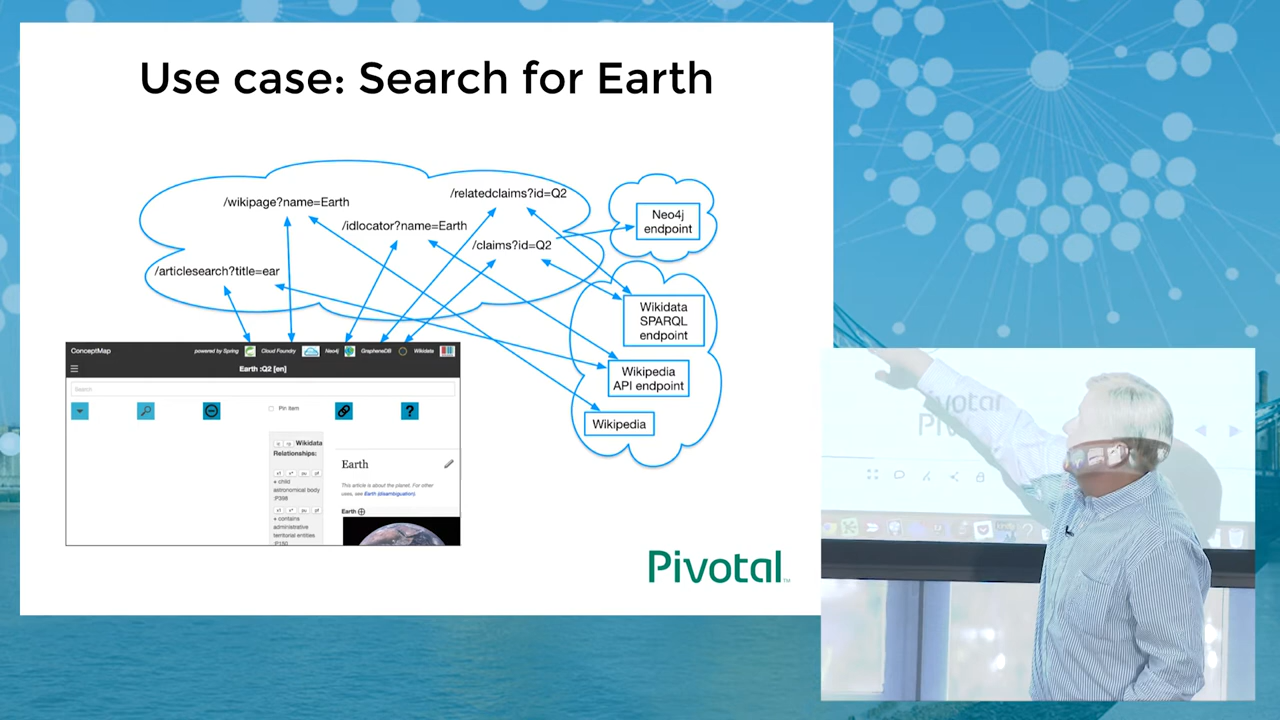 Use case: Search for Earth
/relatedclaims?id=Q2
/wikipage?name=Earth
/idlocator?name=Earth
/claims?id=Q2
/articlesearch?title=ear
Neo4j
endpoint
Wikidata
SPARQL
endpoint
Wikipedia
API endpoint
Wikipedia
ConceptMap
powered by Spring
Cloud Foundry
Neo4j
GrapheneDB
Wikidata
Earth :Q2 [en]
Search
Pin item
?
Wikidata
Relationships:
+ child
astronomical body
:P398
+ contains
administrative
territorial entities
:P150
Earth
This article is about the planet. For other
uses, see Earth (disambiguation).
Earth
Pivotal™
Pivotal